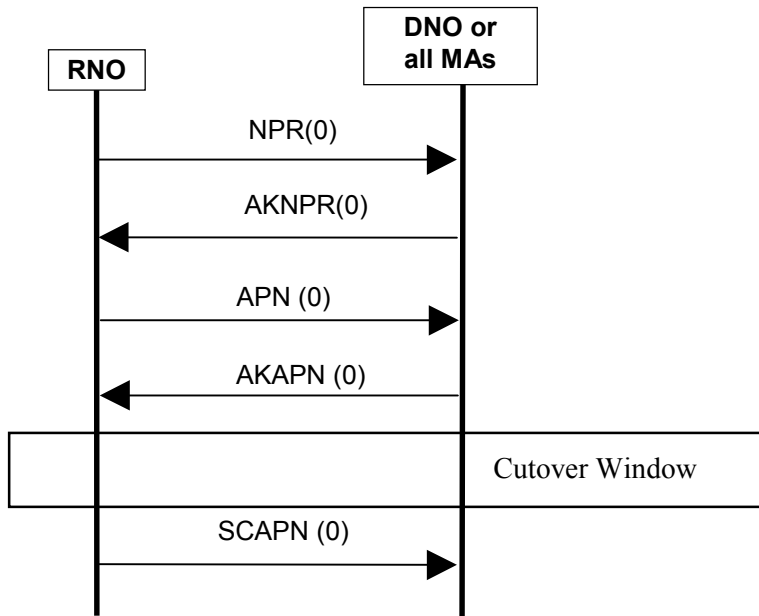 RNO
DNO or
all MAs
NPR(0)
AKNPR(0)
APN (0)
AKAPN (0)
Cutover Window
SCAPN (0)